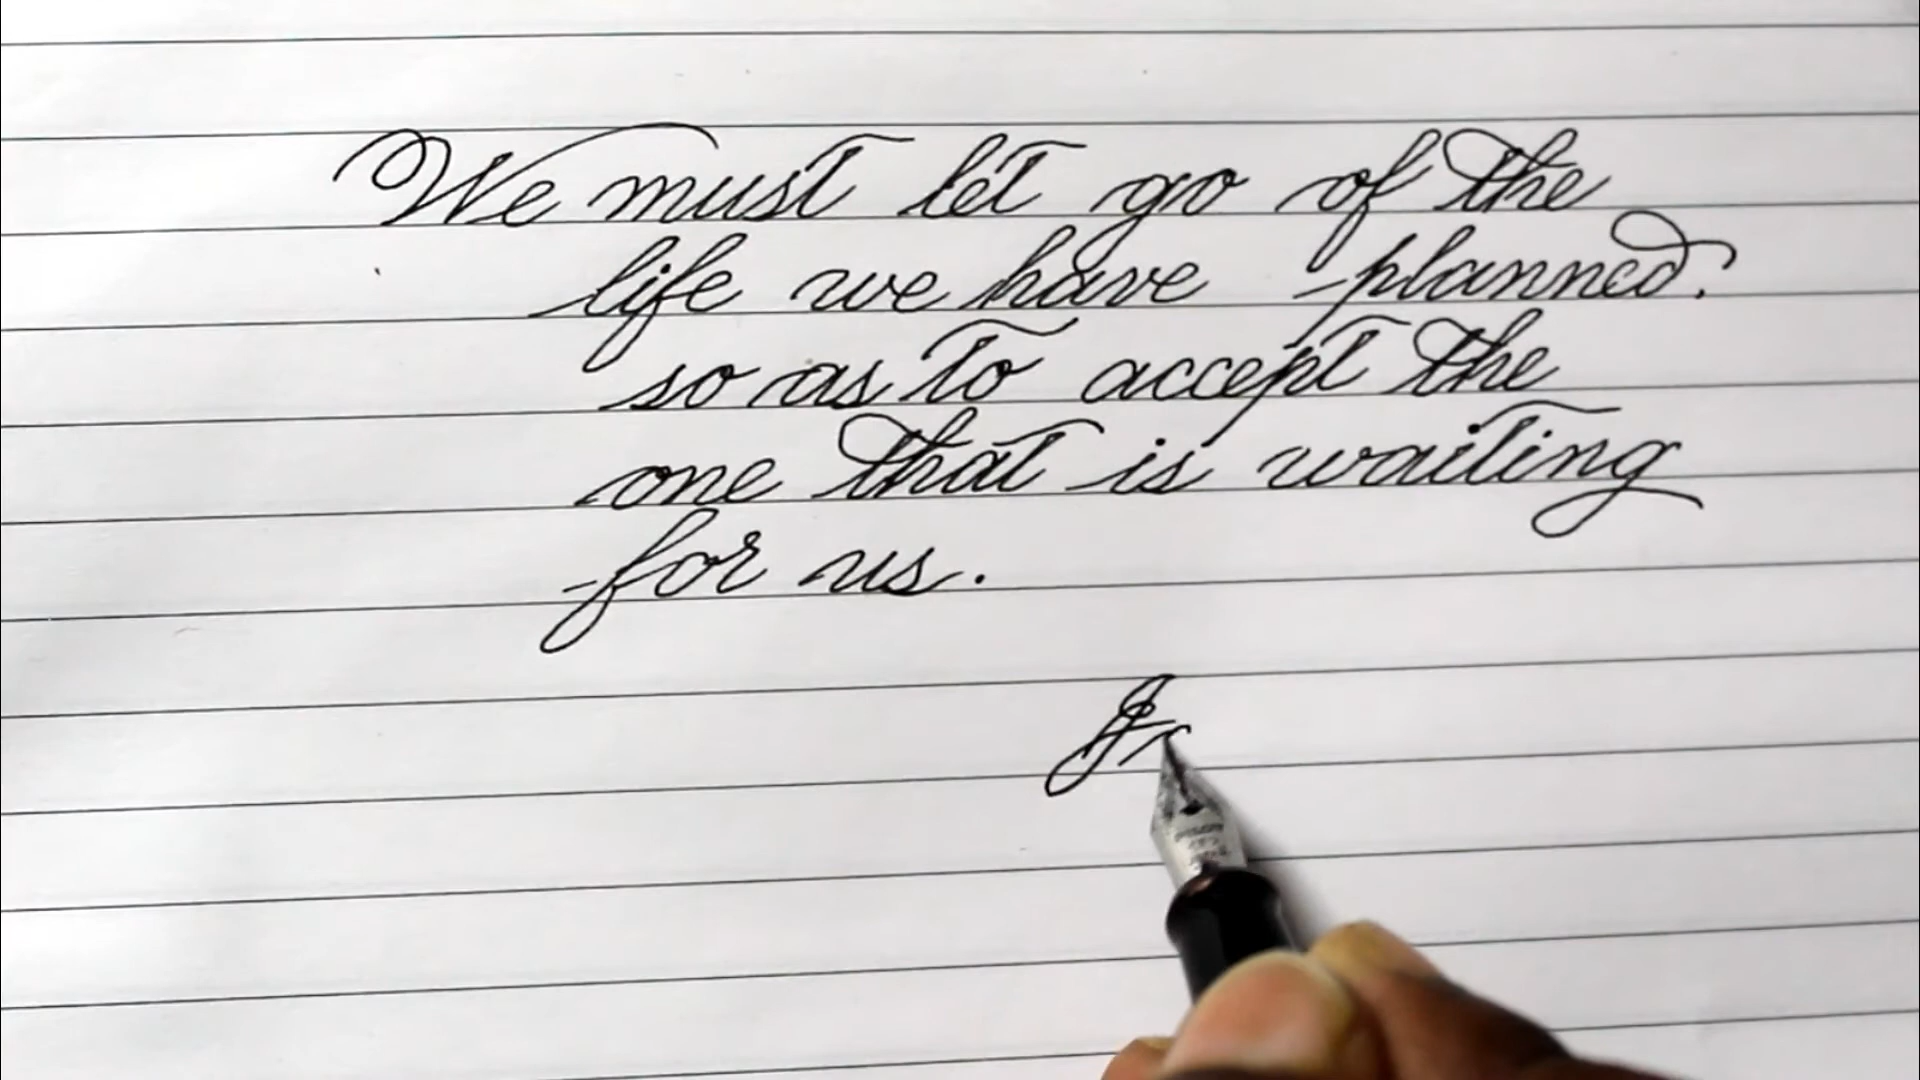 We must let go of the
life we have planned.
so as to accept the
one that is waiting
for us.